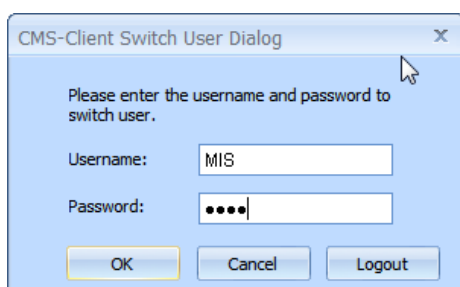 CMS-Client Switch User Dialog
Please enter the username and password to
switch user.
Username: MIS
Password: ●●●●
OK Cancel Logout